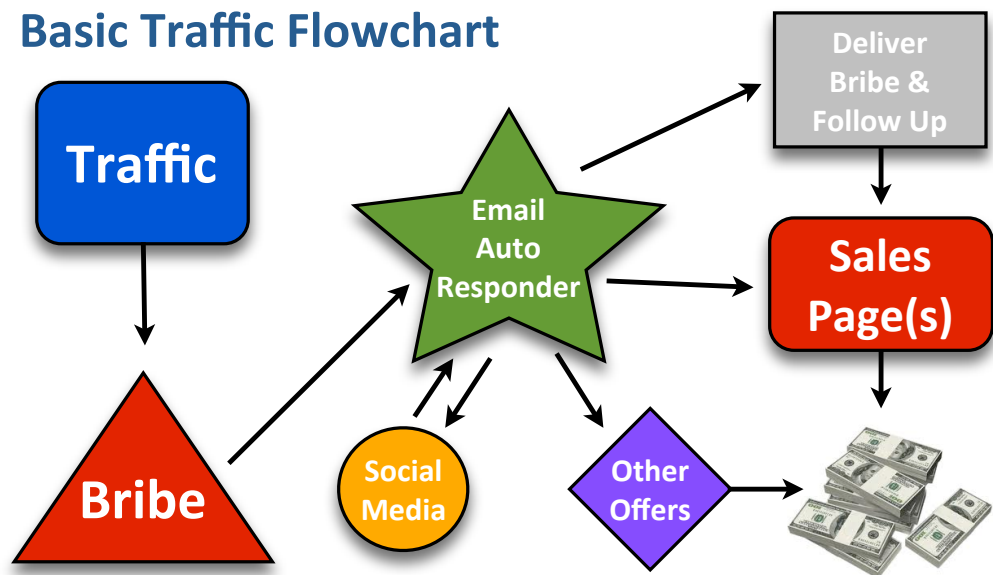 Basic Traffic Flowchart
Traffic
Bribe
Email
Auto
Responder
Social
Media
Other
Offers
Deliver
Bribe &
Follow Up
Sales
Page(s)